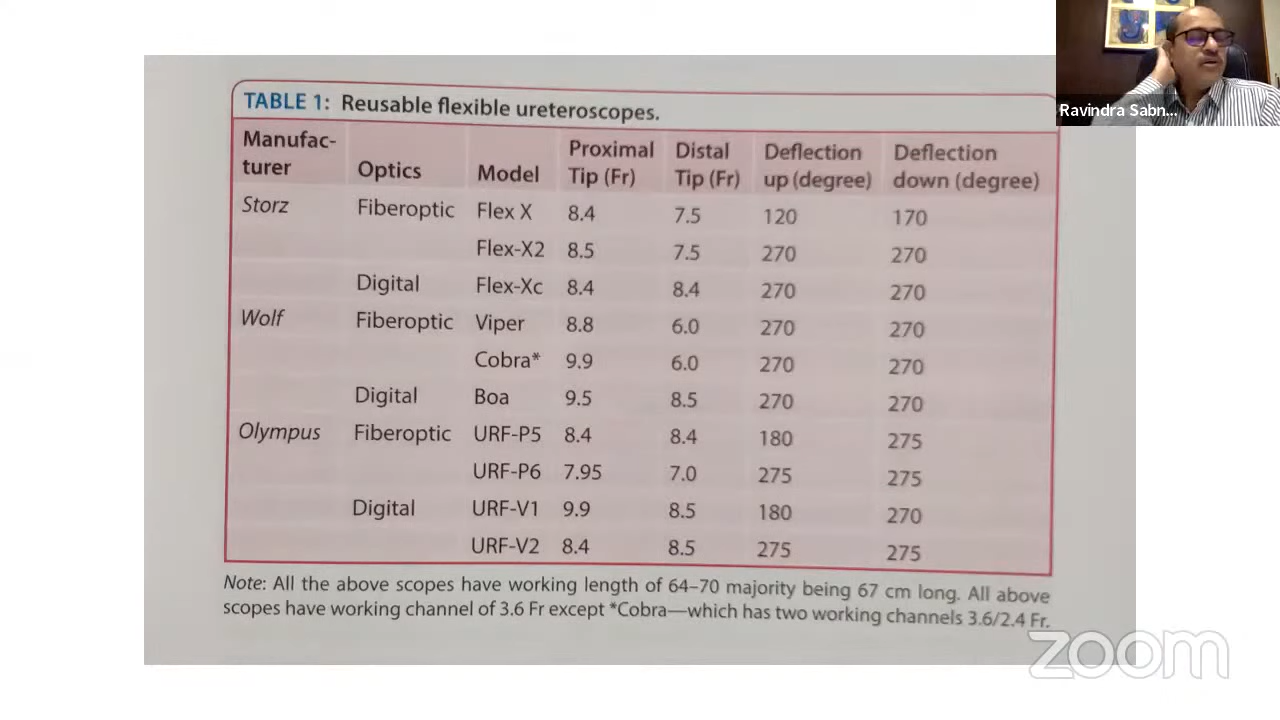 Ravindra Sabn...
TABLE 1: Reusable flexible ureteroscopes.
Manufac-turer Optics Model Proximal Tip (Fr) Distal Tip (Fr) Deflection up (degree) Deflection down (degree)
Storz Fiberoptic Flex X 8.4 7.5 120 170
Flex-X2 8.5 7.5 270 270
Digital Flex-Xc 8.4 8.4 270 270
Wolf Fiberoptic Viper 8.8 6.0 270 270
Cobra* 9.9 6.0 270 270
Digital Boa 9.5 8.5 270 270
Olympus Fiberoptic URF-P5 8.4 8.4 180 275
URF-P6 7.95 7.0 275 275
Digital URF-V1 9.9 8.5 180 270
URF-V2 8.4 8.5 275 275
Note: All the above scopes have working length of 64–70 majority being 67 cm long. All above
scopes have working channel of 3.6 Fr except *Cobra—which has two working channels 3.6/2.4 Fr.
zoom